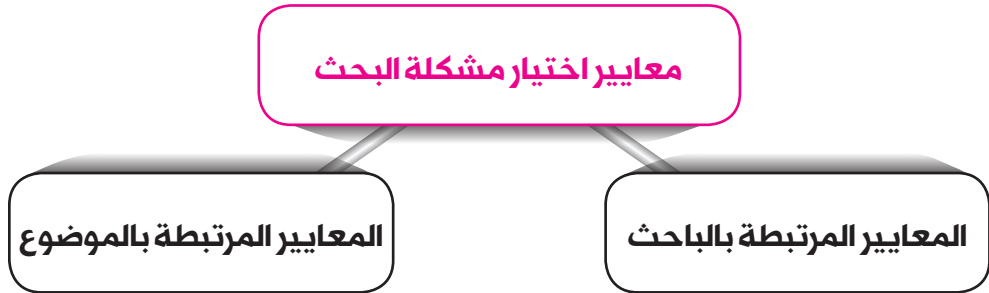 معايير اختيار مشكلة البحث
المعايير المرتبطة بالباحث
المعايير المرتبطة بالموضوع